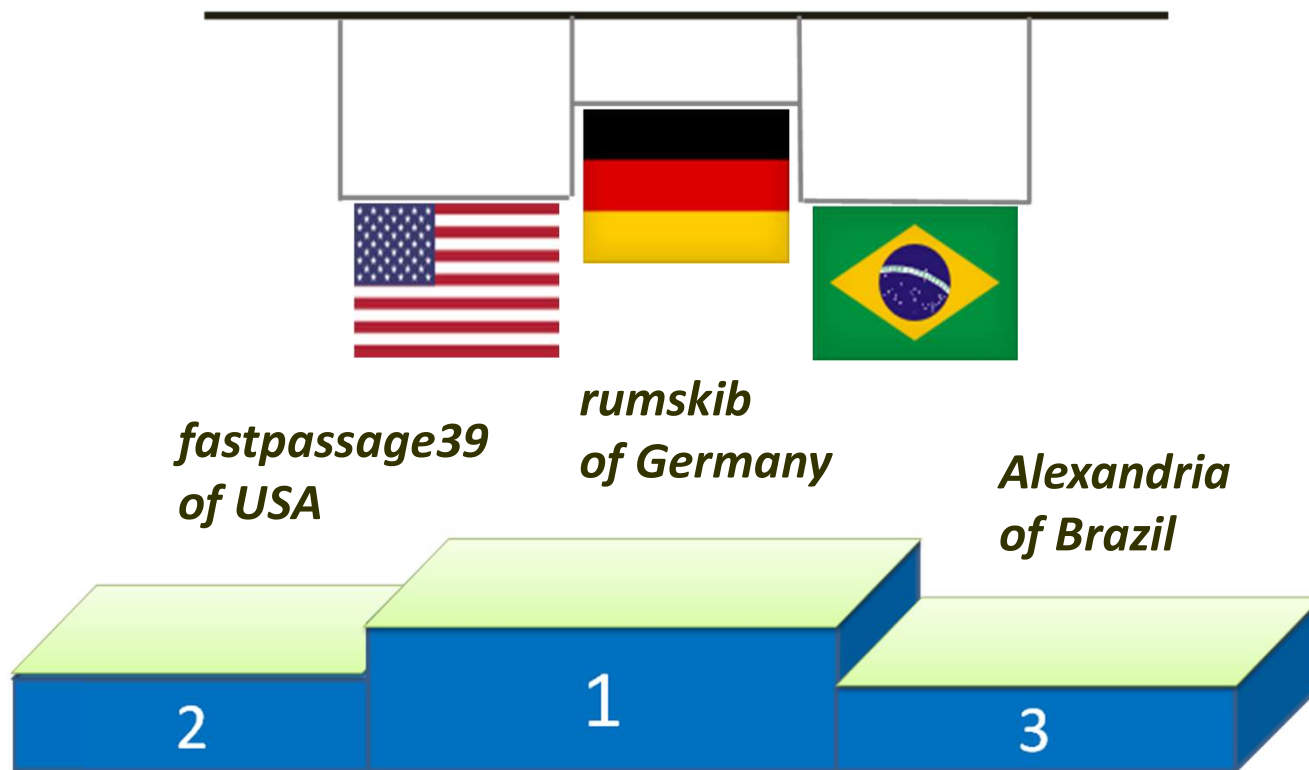 rumskib
of Germany
fastpassage39
of USA
Alexandria
of Brazil
2
1
3